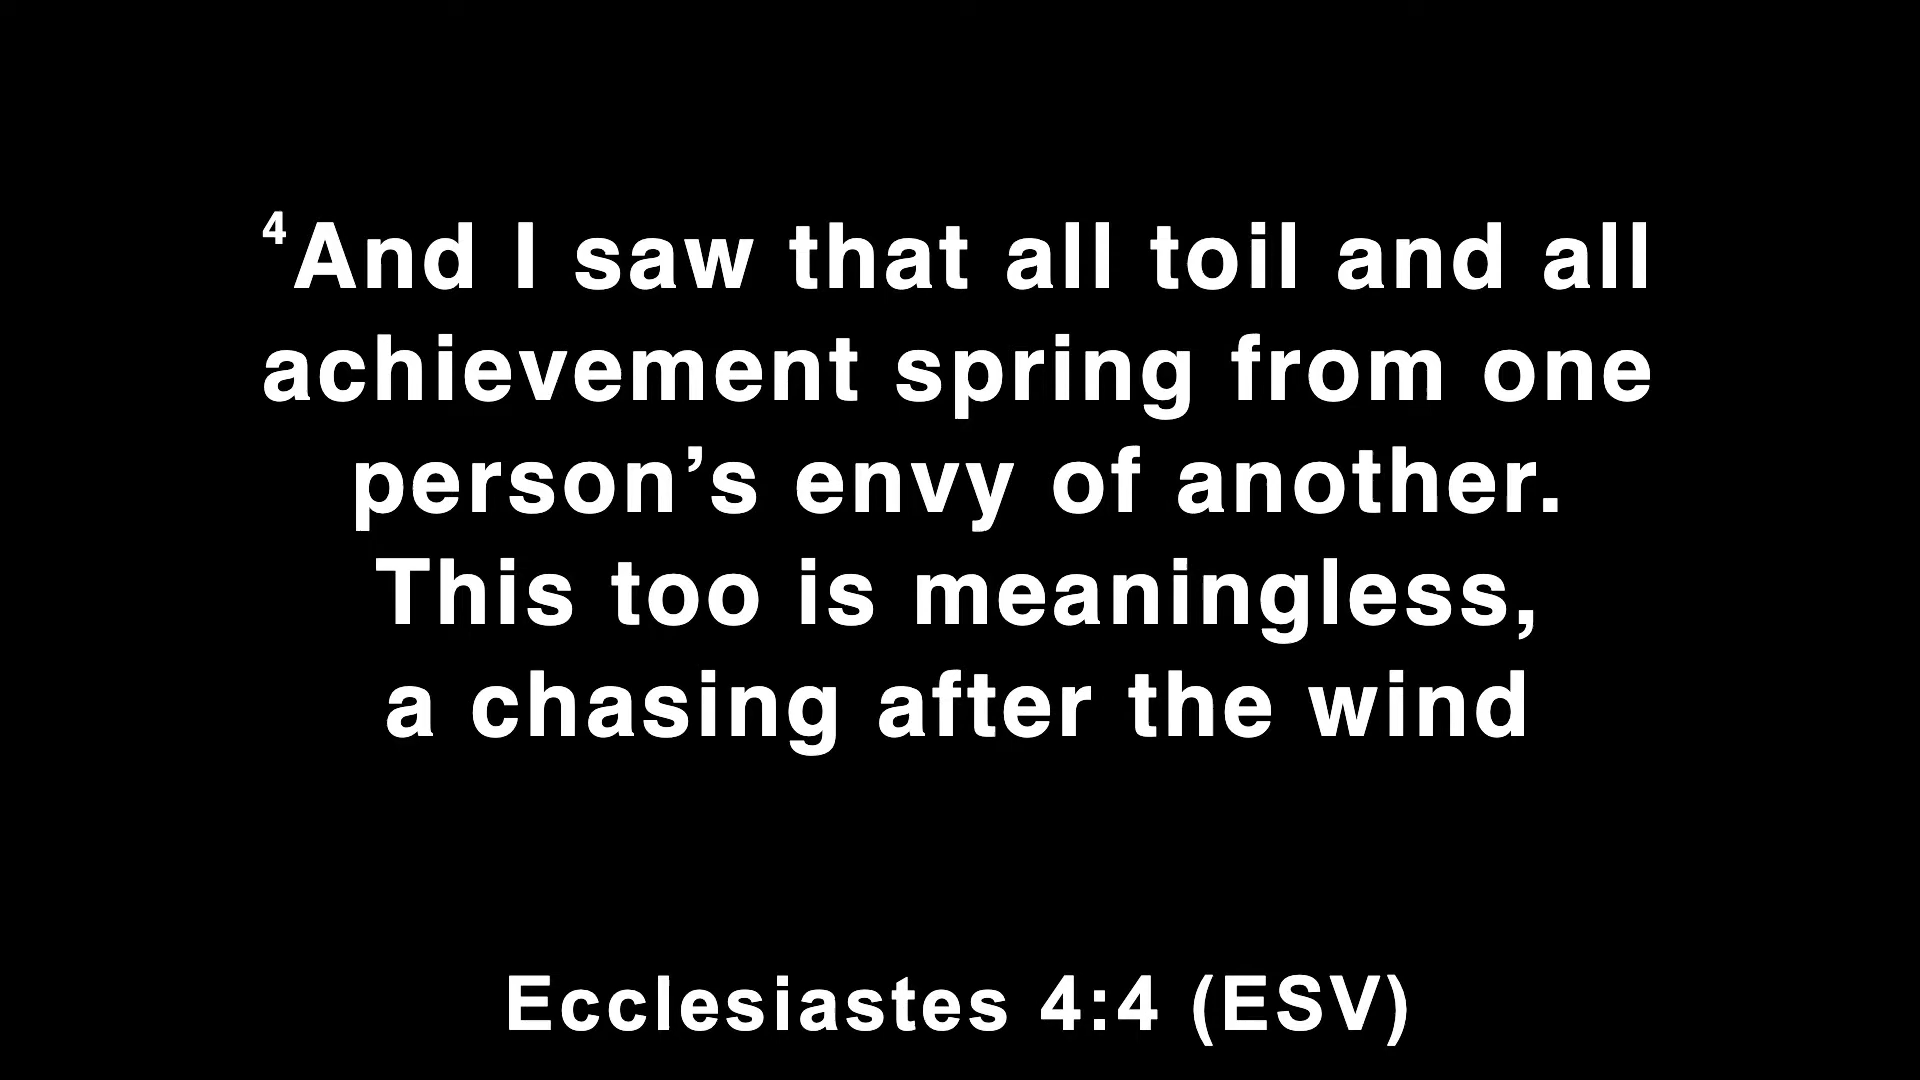 ⁴And I saw that all toil and all
achievement spring from one
person’s envy of another.
This too is meaningless,
a chasing after the wind
Ecclesiastes 4:4 (ESV)